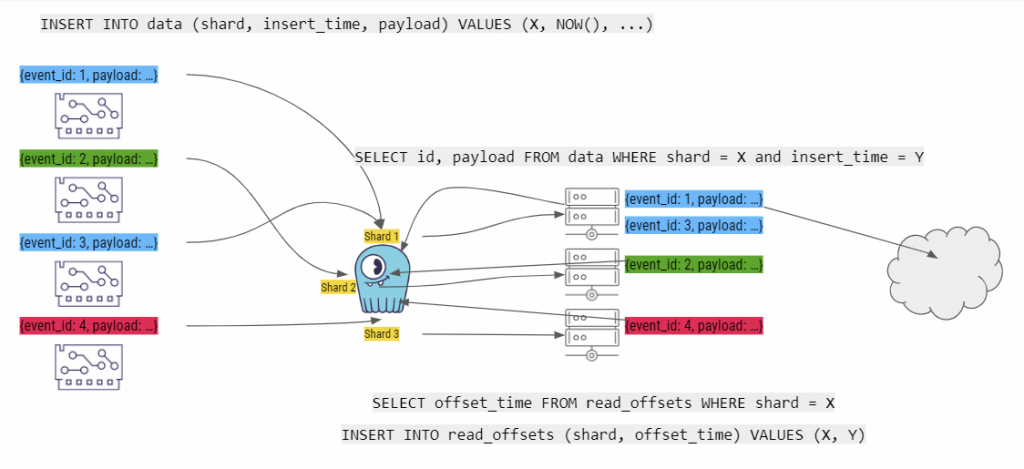 INSERT INTO data (shard, insert_time, payload) VALUES (X, NOW(), ...)
{event_id: 1, payload: …}
{event_id: 2, payload: …}
SELECT id, payload FROM data WHERE shard = X and insert_time = Y
{event_id: 1, payload: …}
{event_id: 3, payload: …}
{event_id: 3, payload: …}
Shard 1
{event_id: 2, payload: …}
Shard 2
{event_id: 4, payload: …}
{event_id: 4, payload: …}
Shard 3
SELECT offset_time FROM read_offsets WHERE shard = X
INSERT INTO read_offsets (shard, offset_time) VALUES (X, Y)